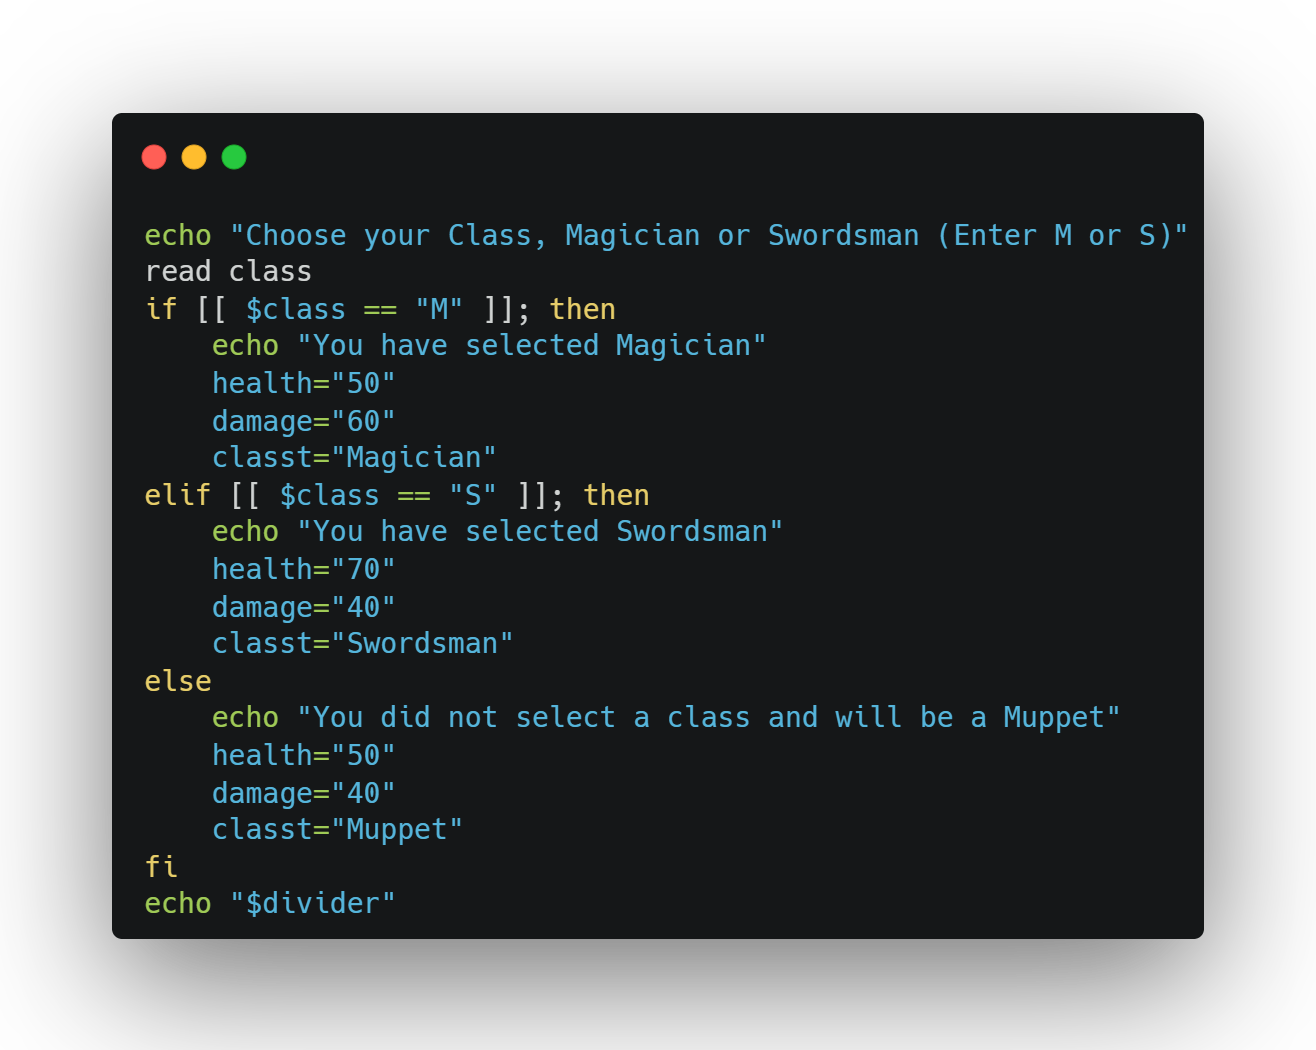 echo "Choose your Class, Magician or Swordsman (Enter M or S)"
read class
if [[ $class == "M" ]]; then
    echo "You have selected Magician"
    health="50"
    damage="60"
    classt="Magician"
elif [[ $class == "S" ]]; then
    echo "You have selected Swordsman"
    health="70"
    damage="40"
    classt="Swordsman"
else
    echo "You did not select a class and will be a Muppet"
    health="50"
    damage="40"
    classt="Muppet"
fi
echo "$divider"